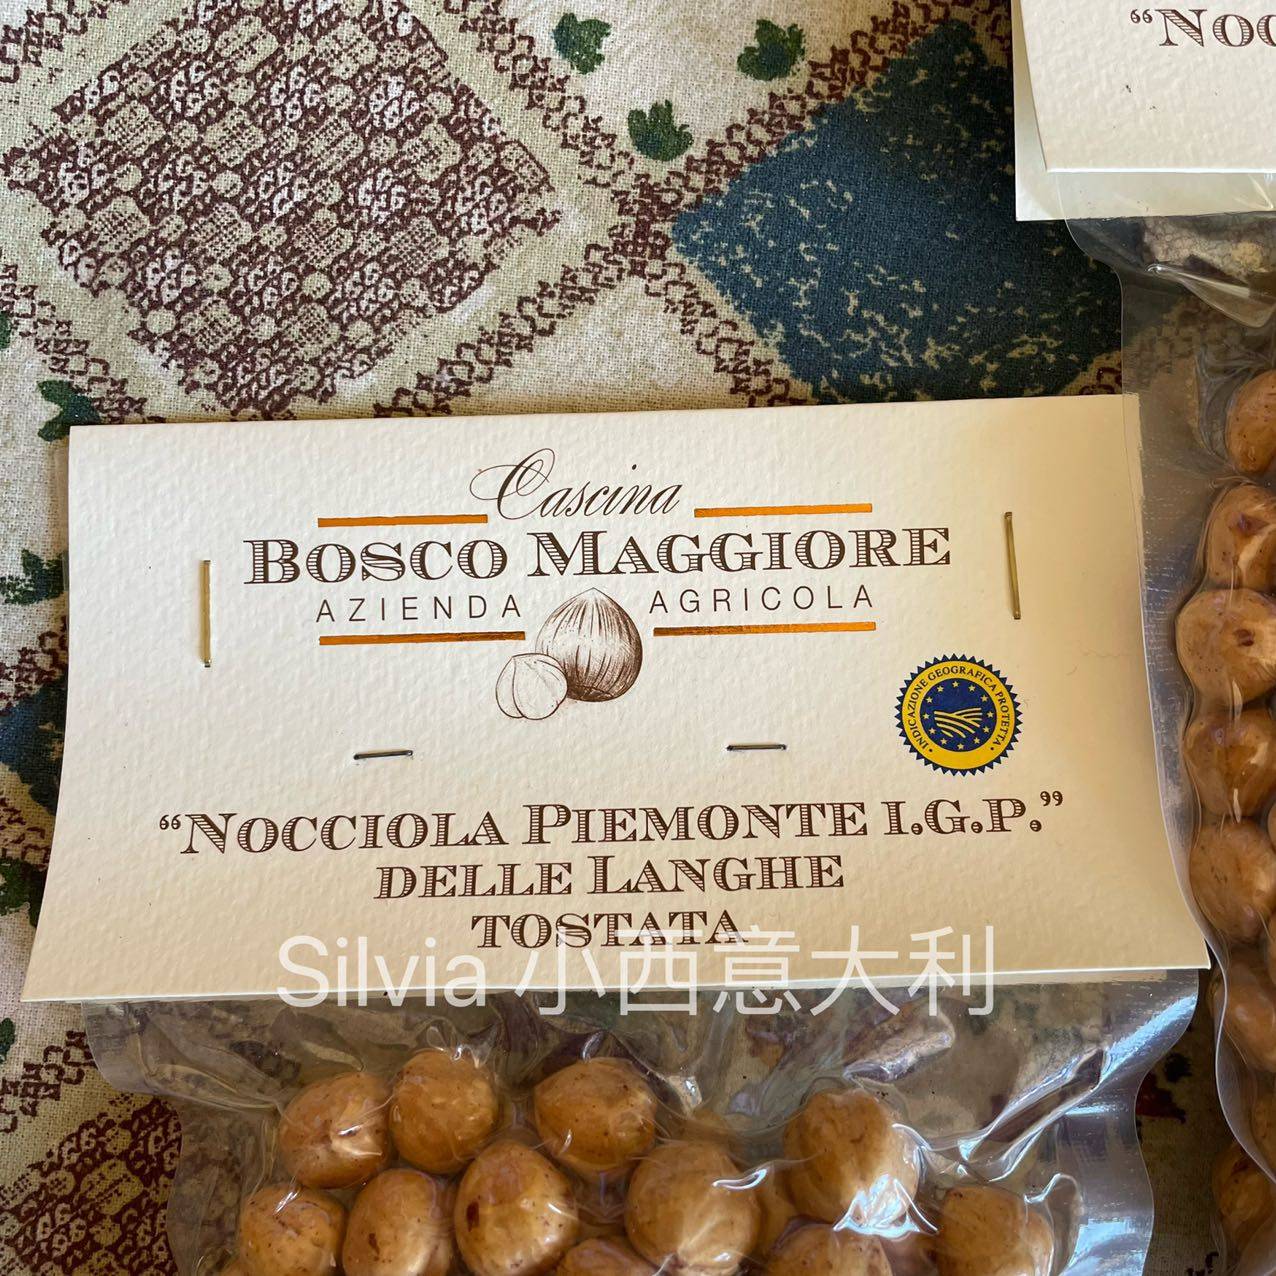 "NOC
Cascina
BOSCO MAGGIORE
AZIENDA AGRICOLA
INDICAZIONE GEOGRAFICA PROTETTA
"NOCCIOLA PIEMONTE I.G.P."
DELLE LANGHE
TOSTATA
Silvia 小西意大利